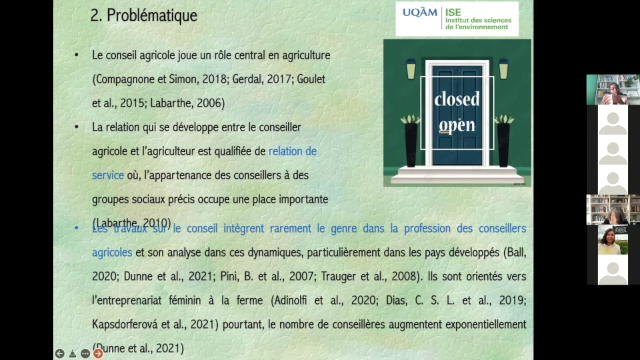 2. Problématique
UQÀM
ISE
Institut des sciences
de l'environnement
• Le conseil agricole joue un rôle central en agriculture
(Compagnone et Simon, 2018; Gerdal, 2017; Goulet
et al., 2015; Labarthe, 2006)
• La relation qui se développe entre le conseiller
agricole et l'agriculteur est qualifiée de relation de
service où, l'appartenance des conseillers à des
groupes sociaux précis occupe une place importante
(Labarthe, 2010)
closed
open
• Les travaux sur le conseil intègrent rarement le genre dans la profession des conseillers
agricoles et son analyse dans ces dynamiques, particulièrement dans les pays développés (Ball,
2020; Dunne et al., 2021; Pini, B. et al., 2007; Trauger et al., 2008). Ils sont orientés vers
l'entreprenariat féminin à la ferme (Adinolfi et al., 2020; Dias, C. S. L. et al., 2019;
Kapsdorferová et al., 2021) pourtant, le nombre de conseillères augmentent exponentiellement
(Dunne et al., 2021)